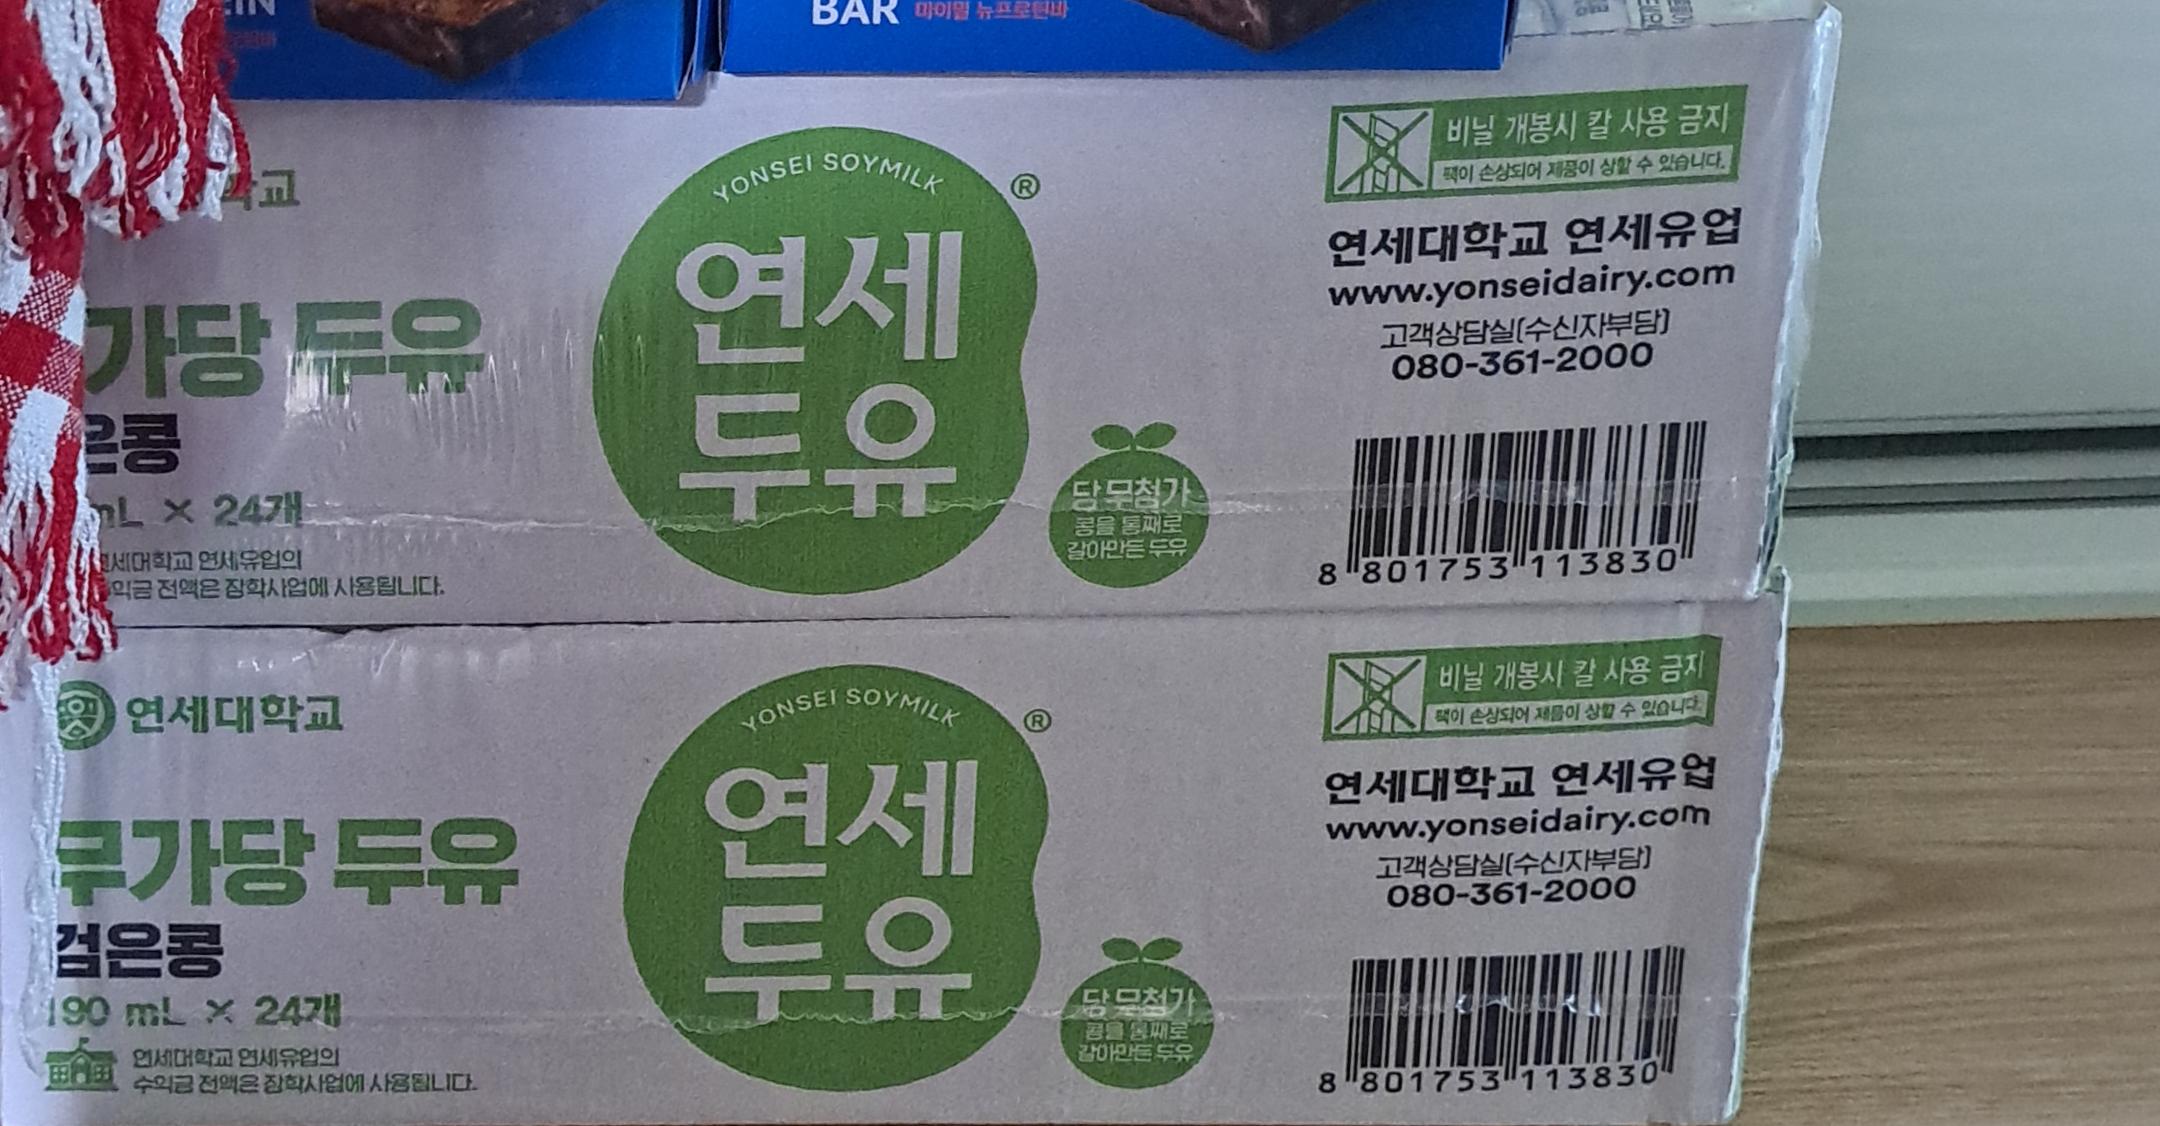 BAR 마이밀 뉴프로틴바
학교
YONSEI SOYMILK ®
연세
두유
가당 두유
은콩
mL × 24개
연세대학교 연세유업의
수익금 전액은 장학사업에 사용됩니다.
당 무첨가
콩을 통째로
갈아만든 두유
비닐 개봉시 칼 사용 금지
팩이 손상되어 제품이 상할 수 있습니다.
연세대학교 연세유업
www.yonseidairy.com
고객상담실(수신자부담)
080-361-2000
8 801753 113830
연세대학교
무가당 두유
검은콩
190 mL × 24개
연세대학교 연세유업의
수익금 전액은 장학사업에 사용됩니다.
YONSEI SOYMILK ®
연세
두유
당 무첨가
콩을 통째로
갈아만든 두유
비닐 개봉시 칼 사용 금지
팩이 손상되어 제품이 상할 수 있습니다.
연세대학교 연세유업
www.yonseidairy.com
고객상담실(수신자부담)
080-361-2000
8 801753 113830